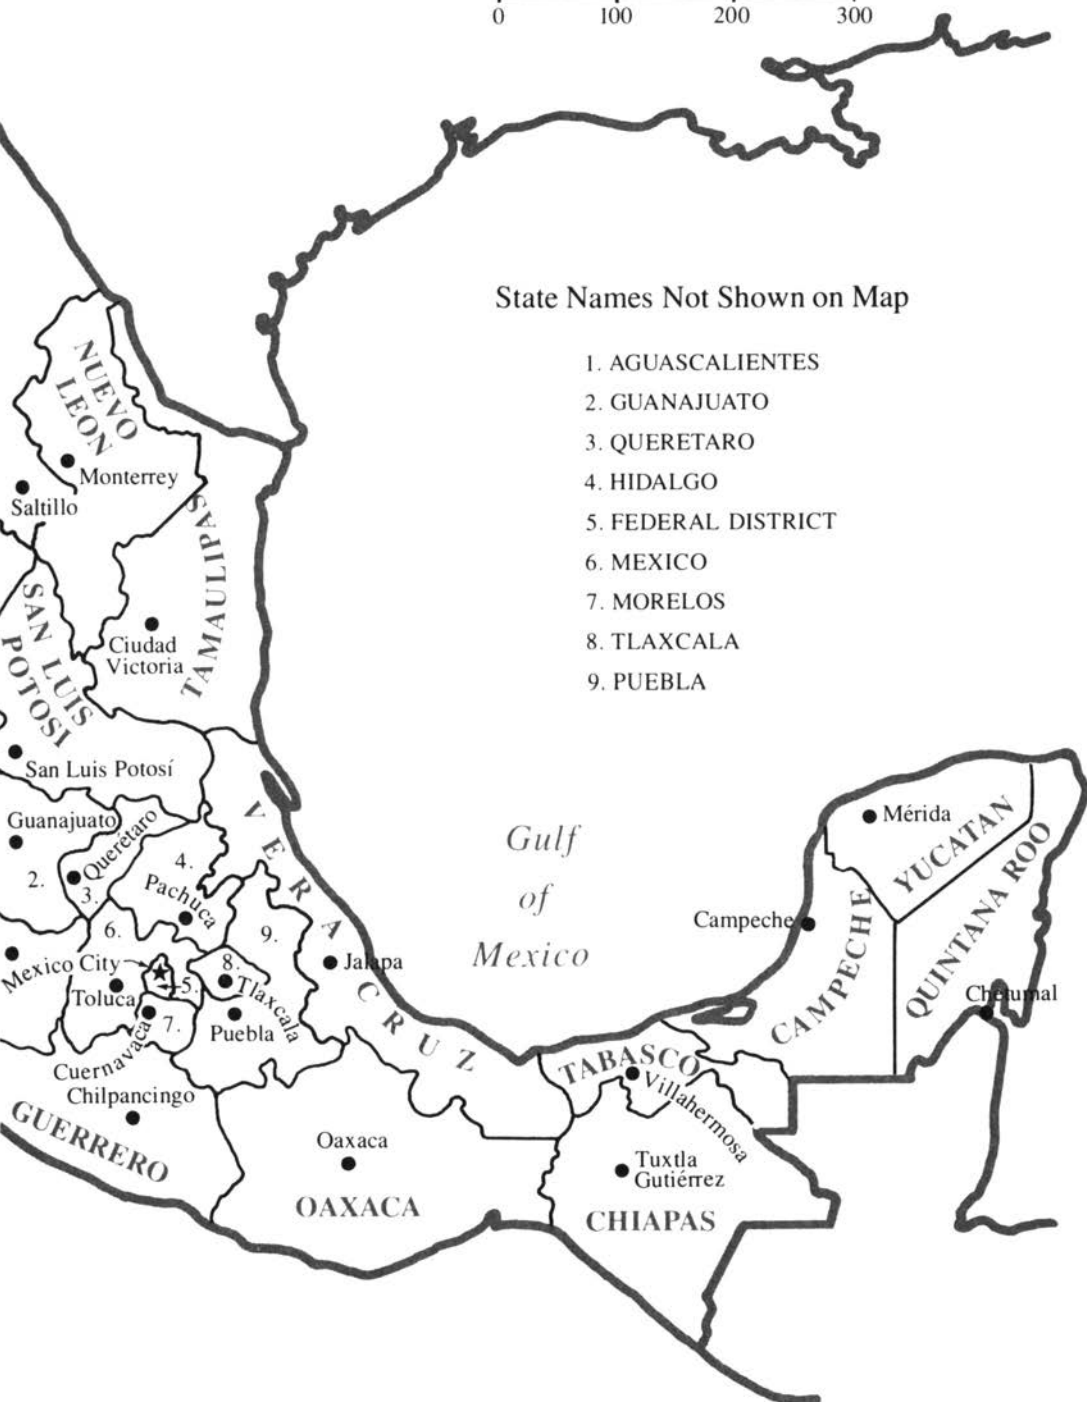 0 100 200 300
State Names Not Shown on Map
1. AGUASCALIENTES
2. GUANAJUATO
3. QUERETARO
4. HIDALGO
5. FEDERAL DISTRICT
6. MEXICO
7. MORELOS
8. TLAXCALA
9. PUEBLA
NUEVO
LEON
Monterrey
Saltillo
TAMAULIPAS
SAN LUIS
POTOSI
Ciudad
Victoria
San Luis Potosí
Guanajuato
Querétaro
2.
3.
4.
Pachuca
6.
9.
VERACRUZ
Jalapa
Mexico City
Toluca
5.
8.
Tlaxcala
7.
Puebla
Cuernavaca
Chilpancingo
GUERRERO
Oaxaca
OAXACA
Gulf
of
Mexico
Mérida
YUCATAN
QUINTANA ROO
Campeche
CAMPECHE
Chetumal
TABASCO
Villahermosa
Tuxtla
Gutiérrez
CHIAPAS